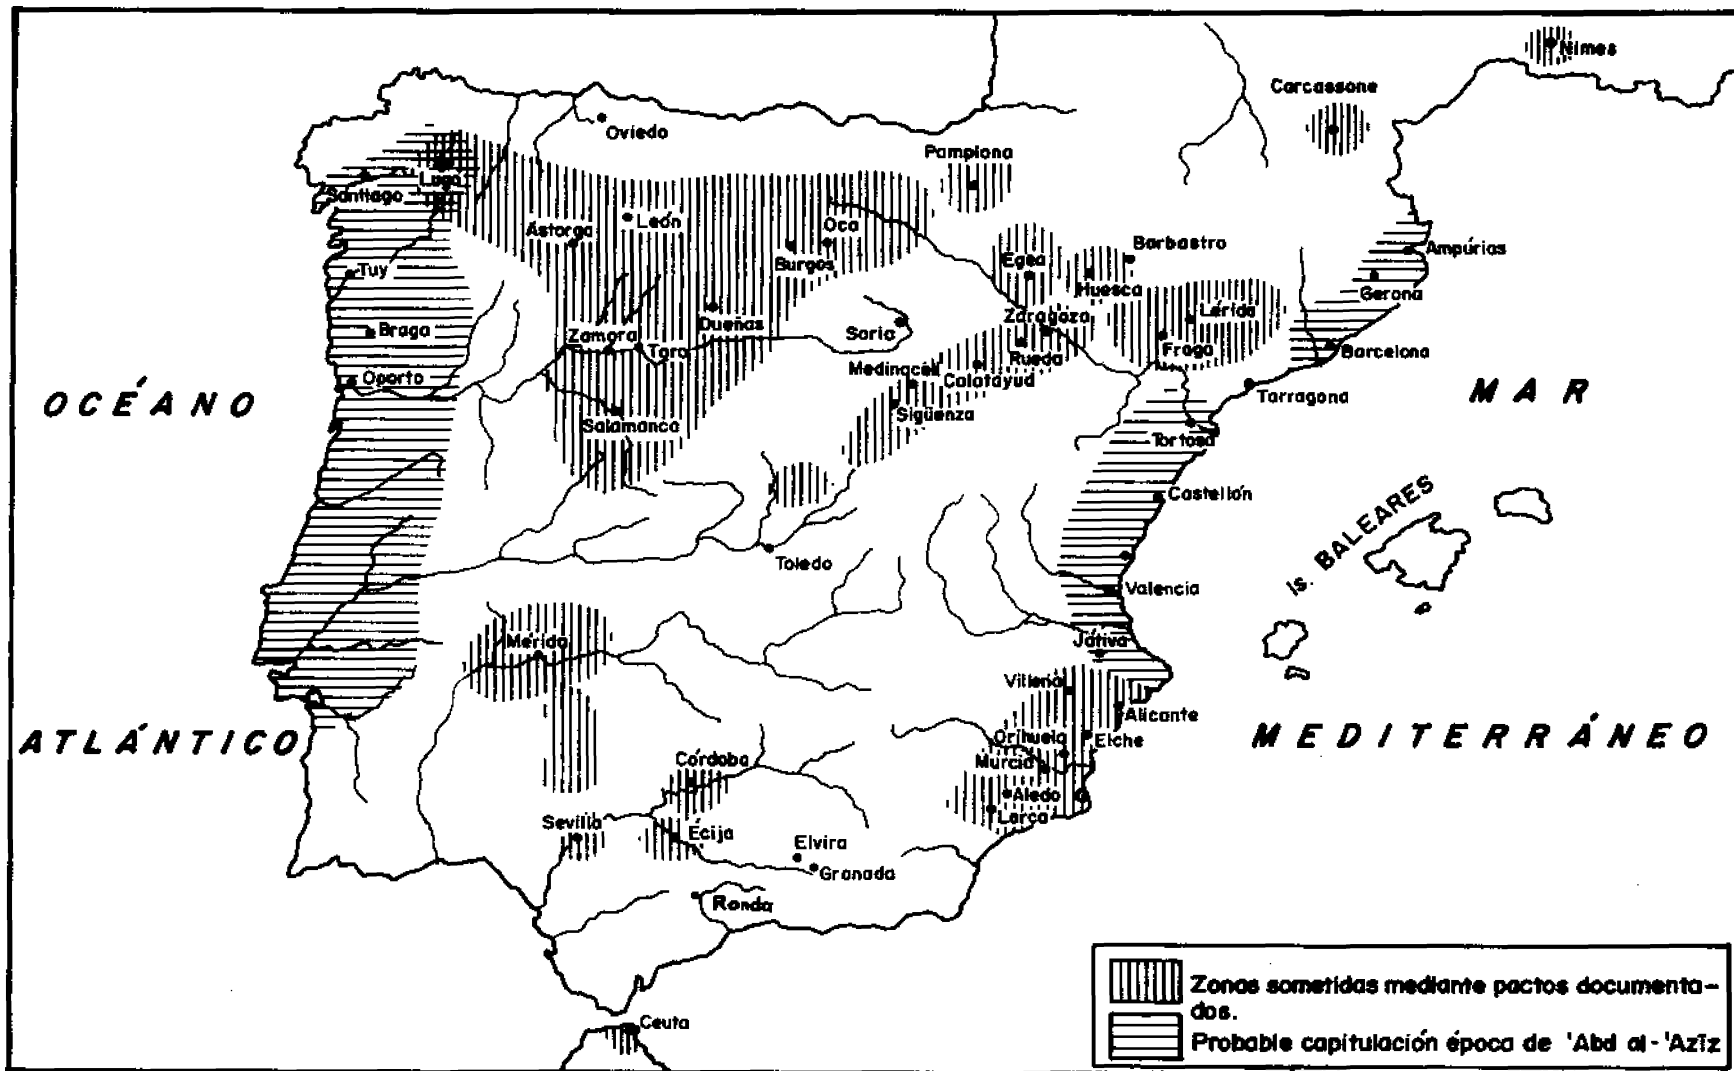 Nimes
Carcassone
Oviedo
Pamplona
Lugo
Santiago
León
Astorga
Oca
Burgos
Barbastro
Ampúrias
Egea
Huesca
Tuy
Gerona
Braga
Dueñas
Soria
Zaragoza
Lérida
Zamora
Toro
Rueda
Fraga
Barcelona
Medinaceli
Calatayud
Oporto
Tarragona
OCÉANO
MAR
Sigüenza
Salamanca
Tortosa
Castellón
Is. BALEARES
Toledo
Valencia
Mérida
Játiva
Villena
Alicante
ATLÁNTICO
MEDITERRÁNEO
Orihuela
Elche
Murcia
Córdoba
Aledo
Lorca
Sevilla
Écija
Elvira
Granada
Ronda
Ceuta
Zonas sometidas mediante pactos documenta-
dos.
Probable capitulación época de 'Abd al-'Azīz